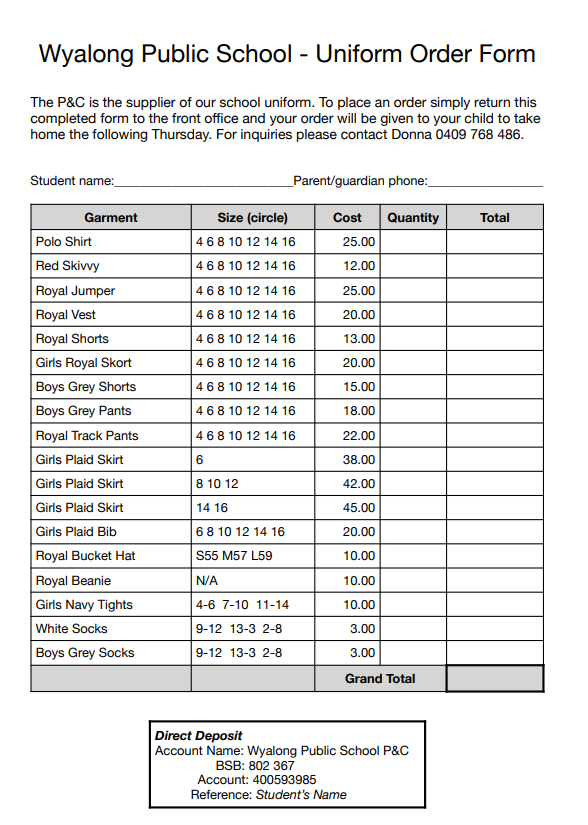 Wyalong Public School - Uniform Order Form
The P&C is the supplier of our school uniform. To place an order simply return this
completed form to the front office and your order will be given to your child to take
home the following Thursday. For inquiries please contact Donna 0409 768 486.
Student name:_________________________Parent/guardian phone:________________
Garment Size (circle) Cost Quantity Total
Polo Shirt 4 6 8 10 12 14 16 25.00
Red Skivvy 4 6 8 10 12 14 16 12.00
Royal Jumper 4 6 8 10 12 14 16 25.00
Royal Vest 4 6 8 10 12 14 16 20.00
Royal Shorts 4 6 8 10 12 14 16 13.00
Girls Royal Skort 4 6 8 10 12 14 16 20.00
Boys Grey Shorts 4 6 8 10 12 14 16 15.00
Boys Grey Pants 4 6 8 10 12 14 16 18.00
Royal Track Pants 4 6 8 10 12 14 16 22.00
Girls Plaid Skirt 6 38.00
Girls Plaid Skirt 8 10 12 42.00
Girls Plaid Skirt 14 16 45.00
Girls Plaid Bib 6 8 10 12 14 16 20.00
Royal Bucket Hat S55 M57 L59 10.00
Royal Beanie N/A 10.00
Girls Navy Tights 4-6 7-10 11-14 10.00
White Socks 9-12 13-3 2-8 3.00
Boys Grey Socks 9-12 13-3 2-8 3.00
Grand Total
Direct Deposit
Account Name: Wyalong Public School P&C
BSB: 802 367
Account: 400593985
Reference: Student's Name